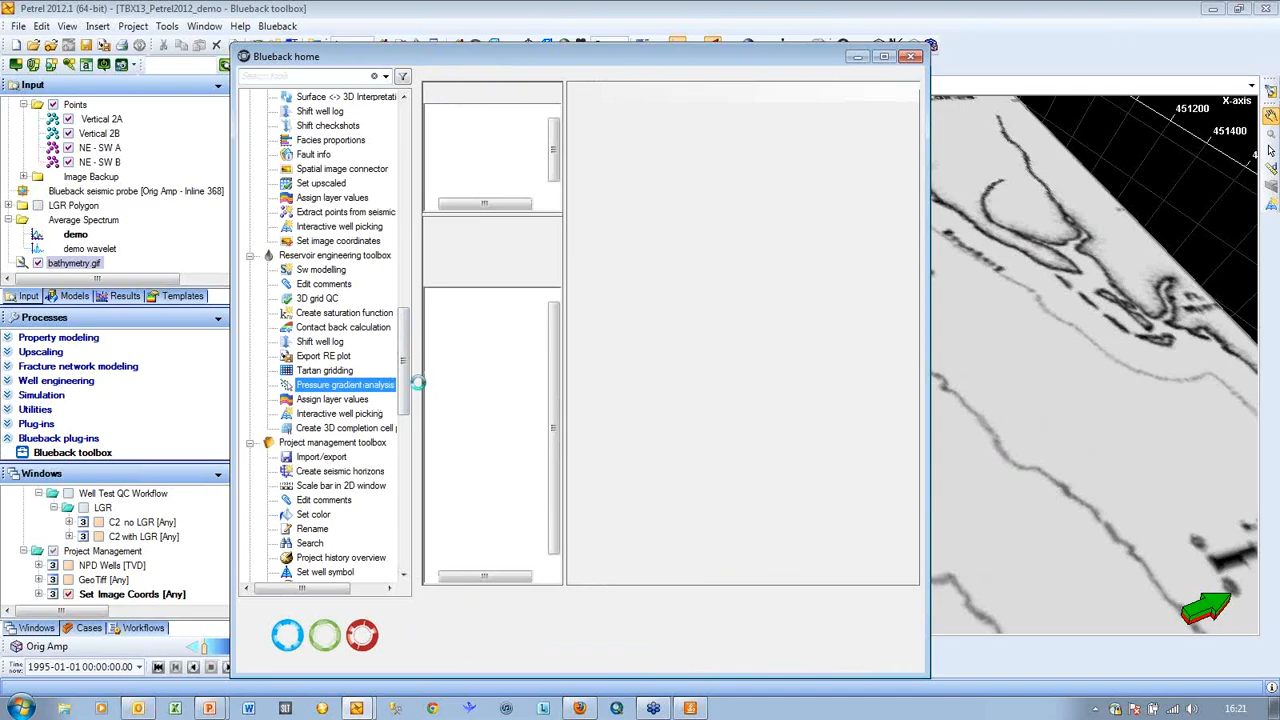 Petrel 2012.1 (64-bit) - [TBX13_Petrel2012_demo - Blueback toolbox]
File Edit View Insert Project Tools Window Help Blueback
Blueback home
Input
Points
Vertical 2A
Vertical 2B
NE - SW A
NE - SW B
Image Backup
Blueback seismic probe [Orig Amp - Inline 368]
LGR Polygon
Average Spectrum
demo
demo wavelet
bathymetry.gif
Input Models Results Templates
Processes
Property modeling
Upscaling
Fracture network modeling
Well engineering
Simulation
Utilities
Plug-ins
Blueback plug-ins
Blueback toolbox
Windows
Well Test QC Workflow
LGR
C2 no LGR [Any]
C2 with LGR [Any]
Project Management
NPD Wells [TVD]
GeoTiff [Any]
Set Image Coords [Any]
Windows Cases Workflows
Orig Amp
Time now: 1995-01-01 00:00:00.00
Surface <-> 3D Interpretati
Shift well log
Shift checkshots
Facies proportions
Fault info
Spatial image connector
Set upscaled
Assign layer values
Extract points from seismic
Interactive well picking
Set image coordinates
Reservoir engineering toolbox
Sw modelling
Edit comments
3D grid QC
Create saturation function
Contact back calculation
Shift well log
Export RE plot
Tartan gridding
Pressure gradient analysis
Assign layer values
Interactive well picking
Create 3D completion cell p
Project management toolbox
Import/export
Create seismic horizons
Scale bar in 2D window
Edit comments
Set color
Rename
Search
Project history overview
Set well symbol
X-axis
451200
451400
16:21